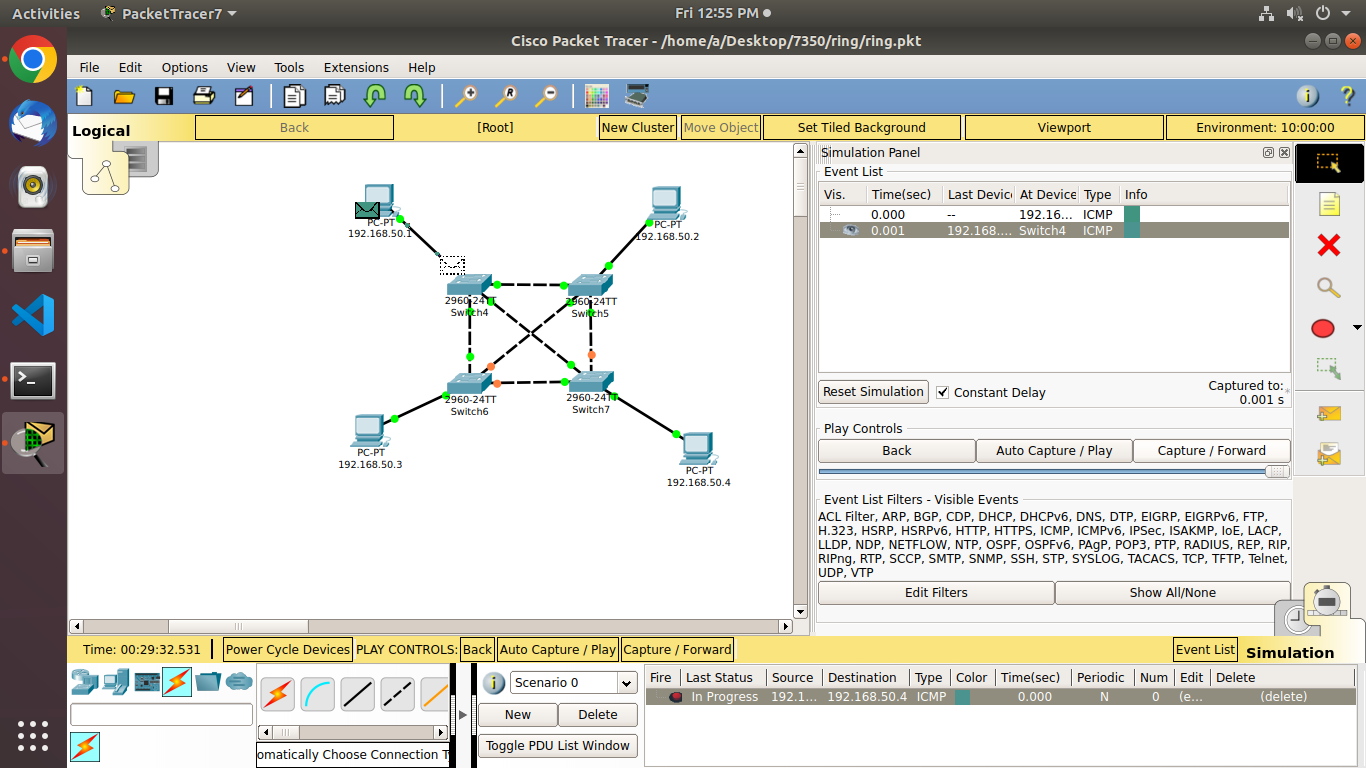 Activities PacketTracer7 Fri 12:55 PM
Cisco Packet Tracer - /home/a/Desktop/7350/ring/ring.pkt
File Edit Options View Tools Extensions Help
Logical Back [Root] New Cluster Move Object Set Tiled Background Viewport Environment: 10:00:00
PC-PT
192.168.50.1
PC-PT
192.168.50.2
2960-24TT
Switch4
2960-24TT
Switch5
2960-24TT
Switch6
2960-24TT
Switch7
PC-PT
192.168.50.3
PC-PT
192.168.50.4
Simulation Panel
Event List
Vis. Time(sec) Last Device At Device Type Info
0.000 -- 192.16... ICMP
0.001 192.168.... Switch4 ICMP
Reset Simulation Constant Delay Captured to:
0.001 s
Play Controls
Back Auto Capture / Play Capture / Forward
Event List Filters - Visible Events
ACL Filter, ARP, BGP, CDP, DHCP, DHCPv6, DNS, DTP, EIGRP, EIGRPv6, FTP,
H.323, HSRP, HSRPv6, HTTP, HTTPS, ICMP, ICMPv6, IPSec, ISAKMP, IoE, LACP,
LLDP, NDP, NETFLOW, NTP, OSPF, OSPFv6, PAgP, POP3, PTP, RADIUS, REP, RIP,
RIPng, RTP, SCCP, SMTP, SNMP, SSH, STP, SYSLOG, TACACS, TCP, TFTP, Telnet,
UDP, VTP
Edit Filters Show All/None
Time: 00:29:32.531 Power Cycle Devices PLAY CONTROLS: Back Auto Capture / Play Capture / Forward Event List Simulation
Scenario 0
New Delete
Toggle PDU List Window
omatically Choose Connection T
Fire Last Status Source Destination Type Color Time(sec) Periodic Num Edit Delete
In Progress 192.1... 192.168.50.4 ICMP 0.000 N 0 (e... (delete)